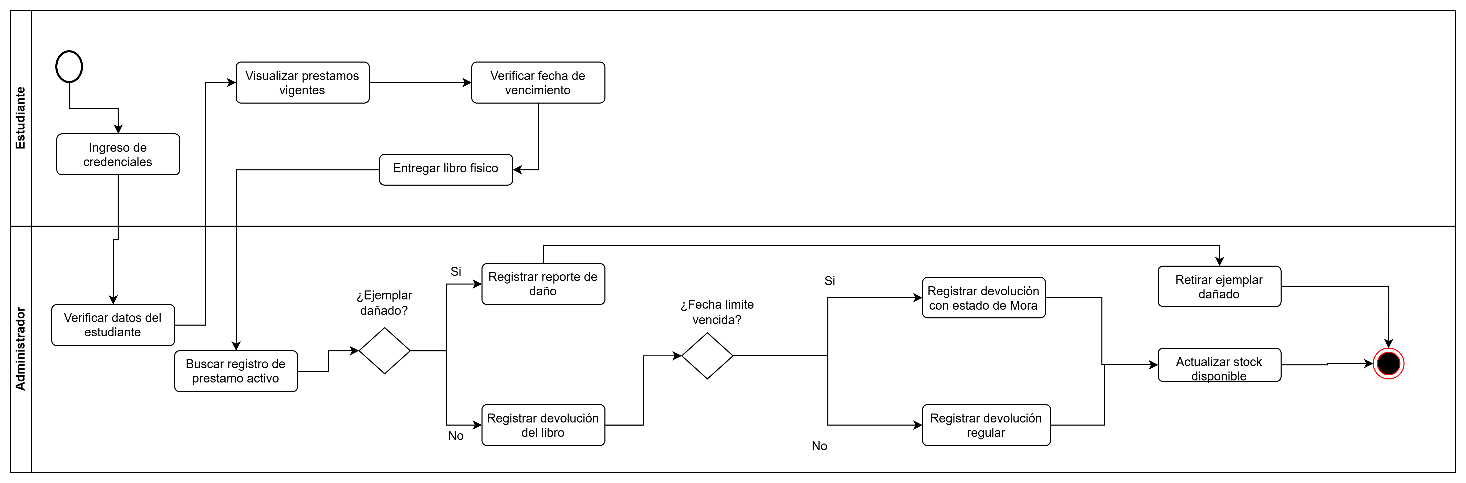 Estudiante
Visualizar prestamos
vigentes
Verificar fecha de
vencimiento
Ingreso de
credenciales
Entregar libro fisico
Administrador
Verificar datos del
estudiante
Buscar registro de
prestamo activo
¿Ejemplar
dañado?
Si
No
Registrar reporte de
daño
Registrar devolución
del libro
¿Fecha limite
vencida?
Si
No
Registrar devolución
con estado de Mora
Registrar devolución
regular
Retirar ejemplar
dañado
Actualizar stock
disponible